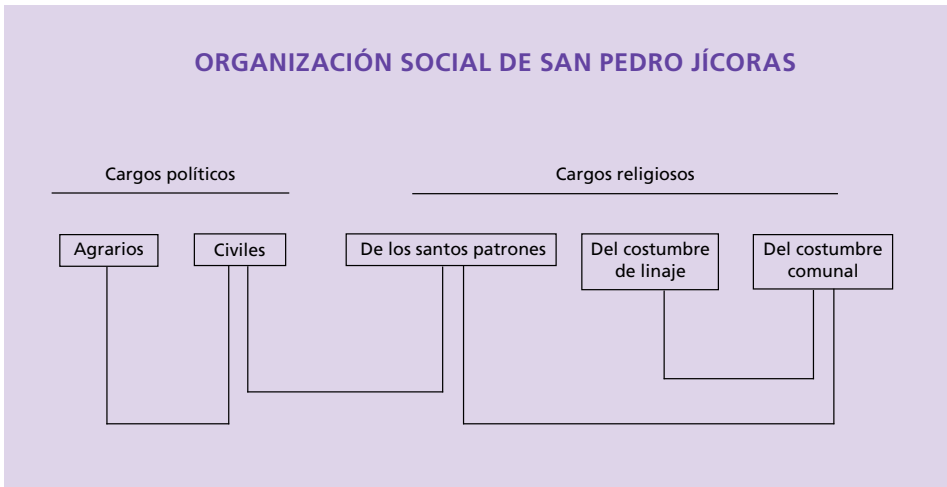 ORGANIZACIÓN SOCIAL DE SAN PEDRO JÍCORAS
Cargos políticos
Cargos religiosos
Agrarios
Civiles
De los santos patrones
Del costumbre
de linaje
Del costumbre
comunal